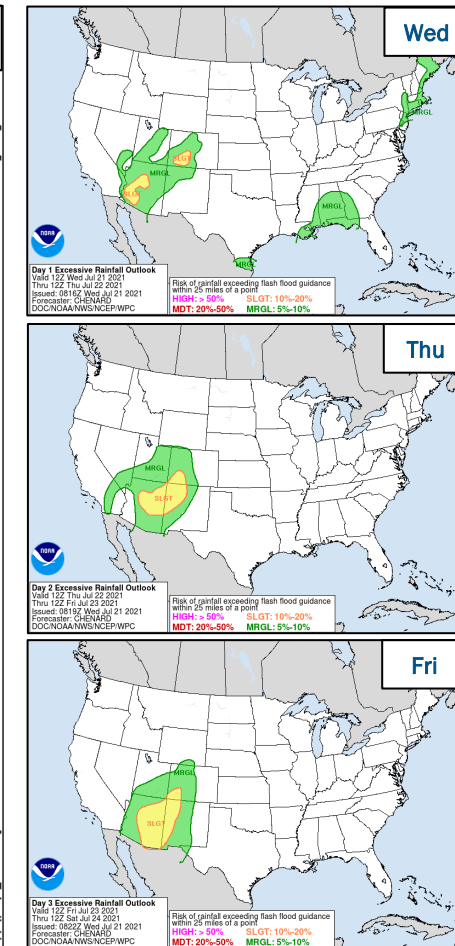 Wed
MRGL
SLGT
MRGL
SLGT
MRGL
MRGL
NOAA
Day 1 Excessive Rainfall Outlook
Valid 12Z Wed Jul 21 2021
Thru 12Z Thu Jul 22 2021
Issued: 0816Z Wed Jul 21 2021
Forecaster: CHENARD
DOC/NOAA/NWS/NCEP/WPC
Risk of rainfall exceeding flash flood guidance
within 25 miles of a point
HIGH: > 50% SLGT: 10%-20%
MDT: 20%-50% MRGL: 5%-10%
Thu
MRGL
SLGT
NOAA
Day 2 Excessive Rainfall Outlook
Valid 12Z Thu Jul 22 2021
Thru 12Z Fri Jul 23 2021
Issued: 0819Z Wed Jul 21 2021
Forecaster: CHENARD
DOC/NOAA/NWS/NCEP/WPC
Risk of rainfall exceeding flash flood guidance
within 25 miles of a point
HIGH: > 50% SLGT: 10%-20%
MDT: 20%-50% MRGL: 5%-10%
Fri
MRGL
SLGT
NOAA
Day 3 Excessive Rainfall Outlook
Valid 12Z Fri Jul 23 2021
Thru 12Z Sat Jul 24 2021
Issued: 0822Z Wed Jul 21 2021
Forecaster: CHENARD
DOC/NOAA/NWS/NCEP/WPC
Risk of rainfall exceeding flash flood guidance
within 25 miles of a point
HIGH: > 50% SLGT: 10%-20%
MDT: 20%-50% MRGL: 5%-10%